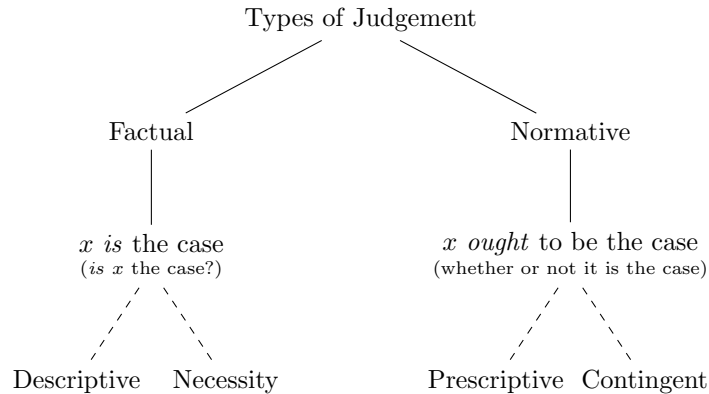 Types of Judgement
Factual
Normative
x is the case
(is x the case?)
x ought to be the case
(whether or not it is the case)
Descriptive
Necessity
Prescriptive
Contingent